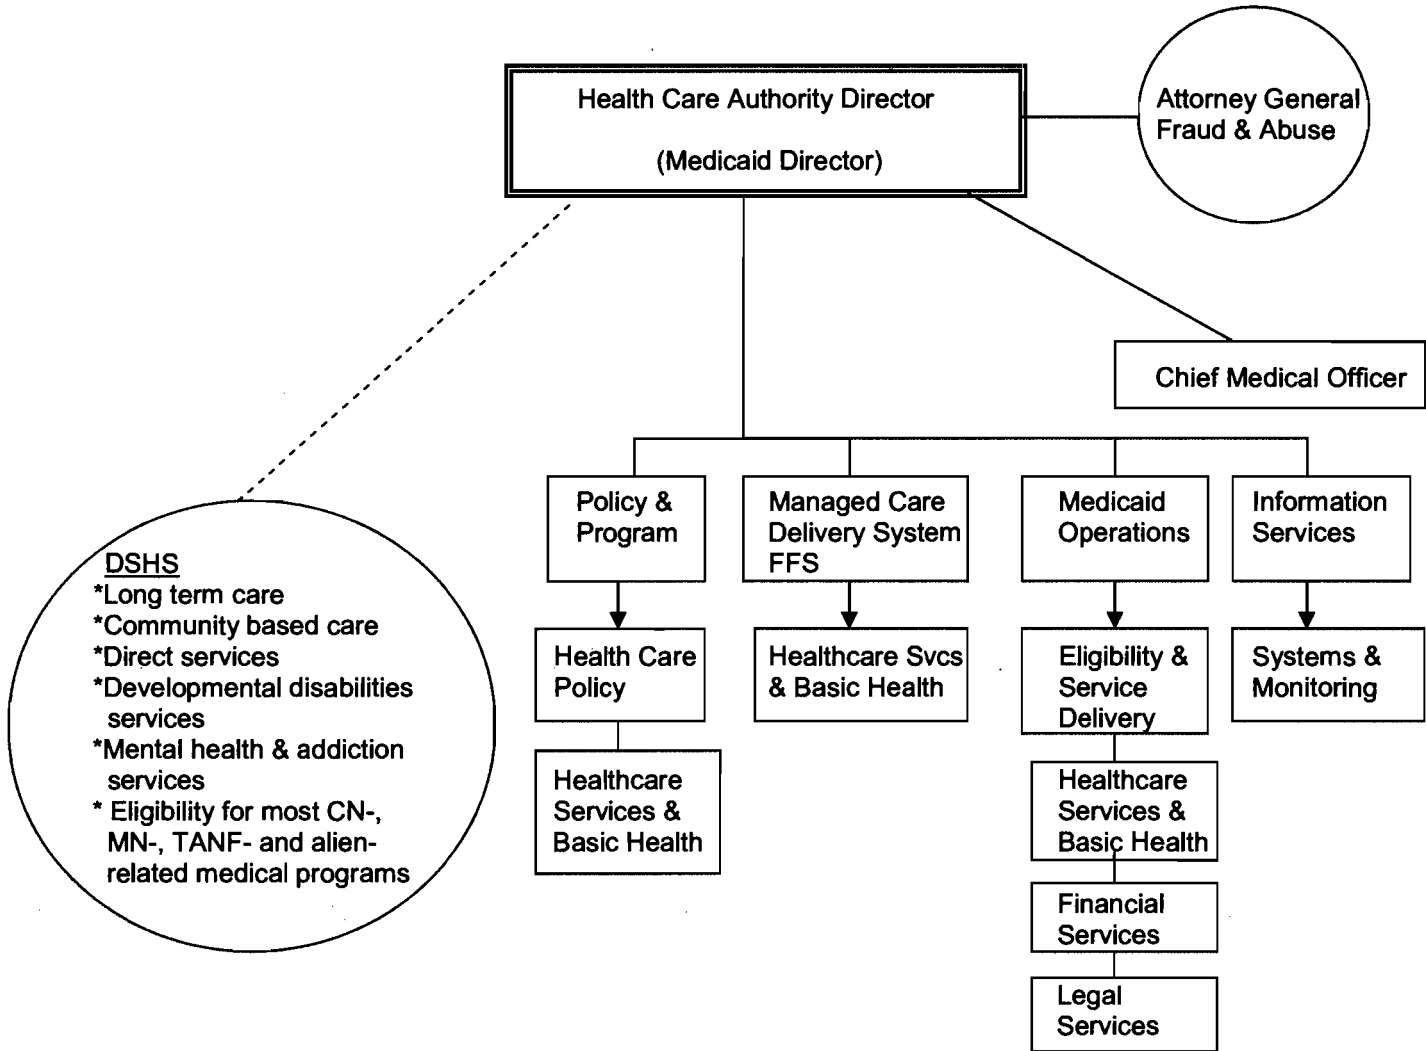 Health Care Authority Director
(Medicaid Director)
Attorney General
Fraud & Abuse
Chief Medical Officer
DSHS
*Long term care
*Community based care
*Direct services
*Developmental disabilities
services
*Mental health & addiction
services
* Eligibility for most CN-,
MN-, TANF- and alien-
related medical programs
Policy &
Program
Health Care
Policy
Healthcare
Services &
Basic Health
Managed Care
Delivery System
FFS
Healthcare Svcs
& Basic Health
Medicaid
Operations
Eligibility &
Service
Delivery
Healthcare
Services &
Basic Health
Financial
Services
Legal
Services
Information
Services
Systems &
Monitoring